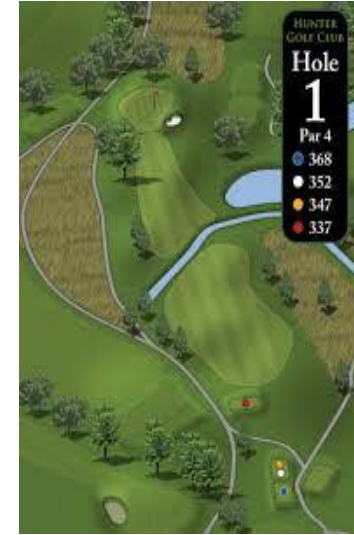 HUNTER
GOLF CLUB
Hole
1
Par 4
368
352
347
337